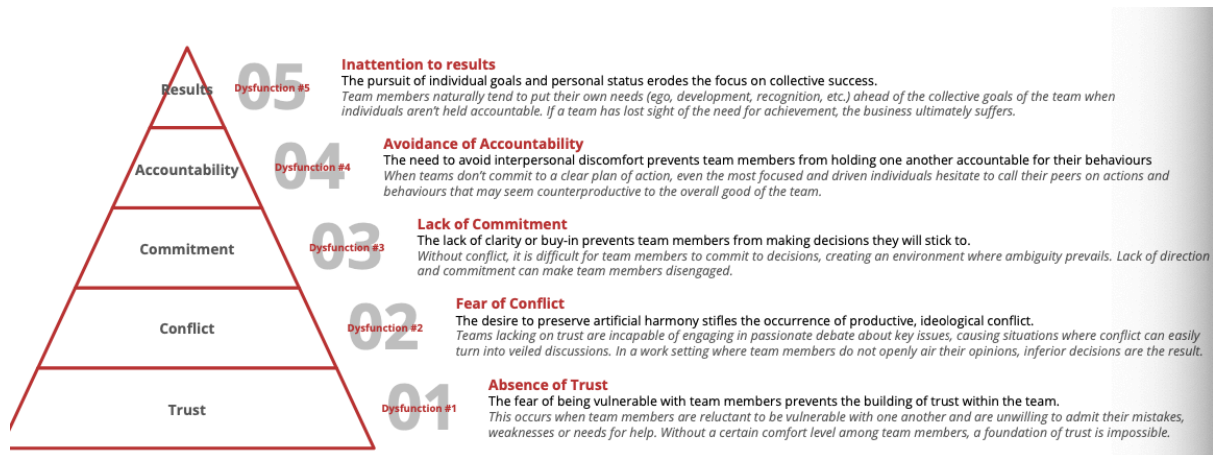 Results
05
Dysfunction #5
Inattention to results
The pursuit of individual goals and personal status erodes the focus on collective success.
Team members naturally tend to put their own needs (ego, development, recognition, etc.) ahead of the collective goals of the team when
individuals aren't held accountable. If a team has lost sight of the need for achievement, the business ultimately suffers.
Accountability
04
Dysfunction #4
Avoidance of Accountability
The need to avoid interpersonal discomfort prevents team members from holding one another accountable for their behaviours
When teams don't commit to a clear plan of action, even the most focused and driven individuals hesitate to call their peers on actions and
behaviours that may seem counterproductive to the overall good of the team.
Commitment
03
Dysfunction #3
Lack of Commitment
The lack of clarity or buy-in prevents team members from making decisions they will stick to.
Without conflict, it is difficult for team members to commit to decisions, creating an environment where ambiguity prevails. Lack of direction
and commitment can make team members disengaged.
Conflict
02
Dysfunction #2
Fear of Conflict
The desire to preserve artificial harmony stifles the occurrence of productive, ideological conflict.
Teams lacking on trust are incapable of engaging in passionate debate about key issues, causing situations where conflict can easily
turn into veiled discussions. In a work setting where team members do not openly air their opinions, inferior decisions are the result.
Trust
01
Dysfunction #1
Absence of Trust
The fear of being vulnerable with team members prevents the building of trust within the team.
This occurs when team members are reluctant to be vulnerable with one another and are unwilling to admit their mistakes,
weaknesses or needs for help. Without a certain comfort level among team members, a foundation of trust is impossible.